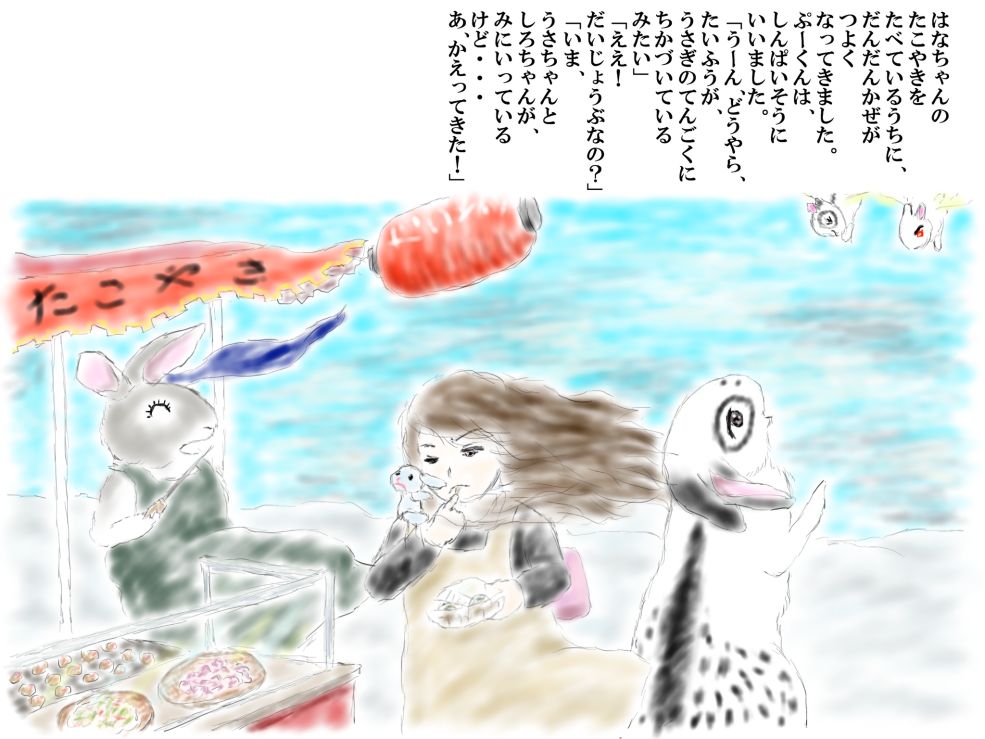 はなちゃんの
たこやきを
たべているうちに、
だんだんかぜが
つよく
なってきました。
ぷーくんは、
しんぱいそうに
いいました。
「うーん、どうやら、
たいふうが、
うさぎのてんごくに
ちかづいている
みたい」
「ええ!
だいじょうぶなの?」
「いま、
うさちゃんと
しろちゃんが、
みにいっている
けど・・・
あ、かえってきた!」
たこやき